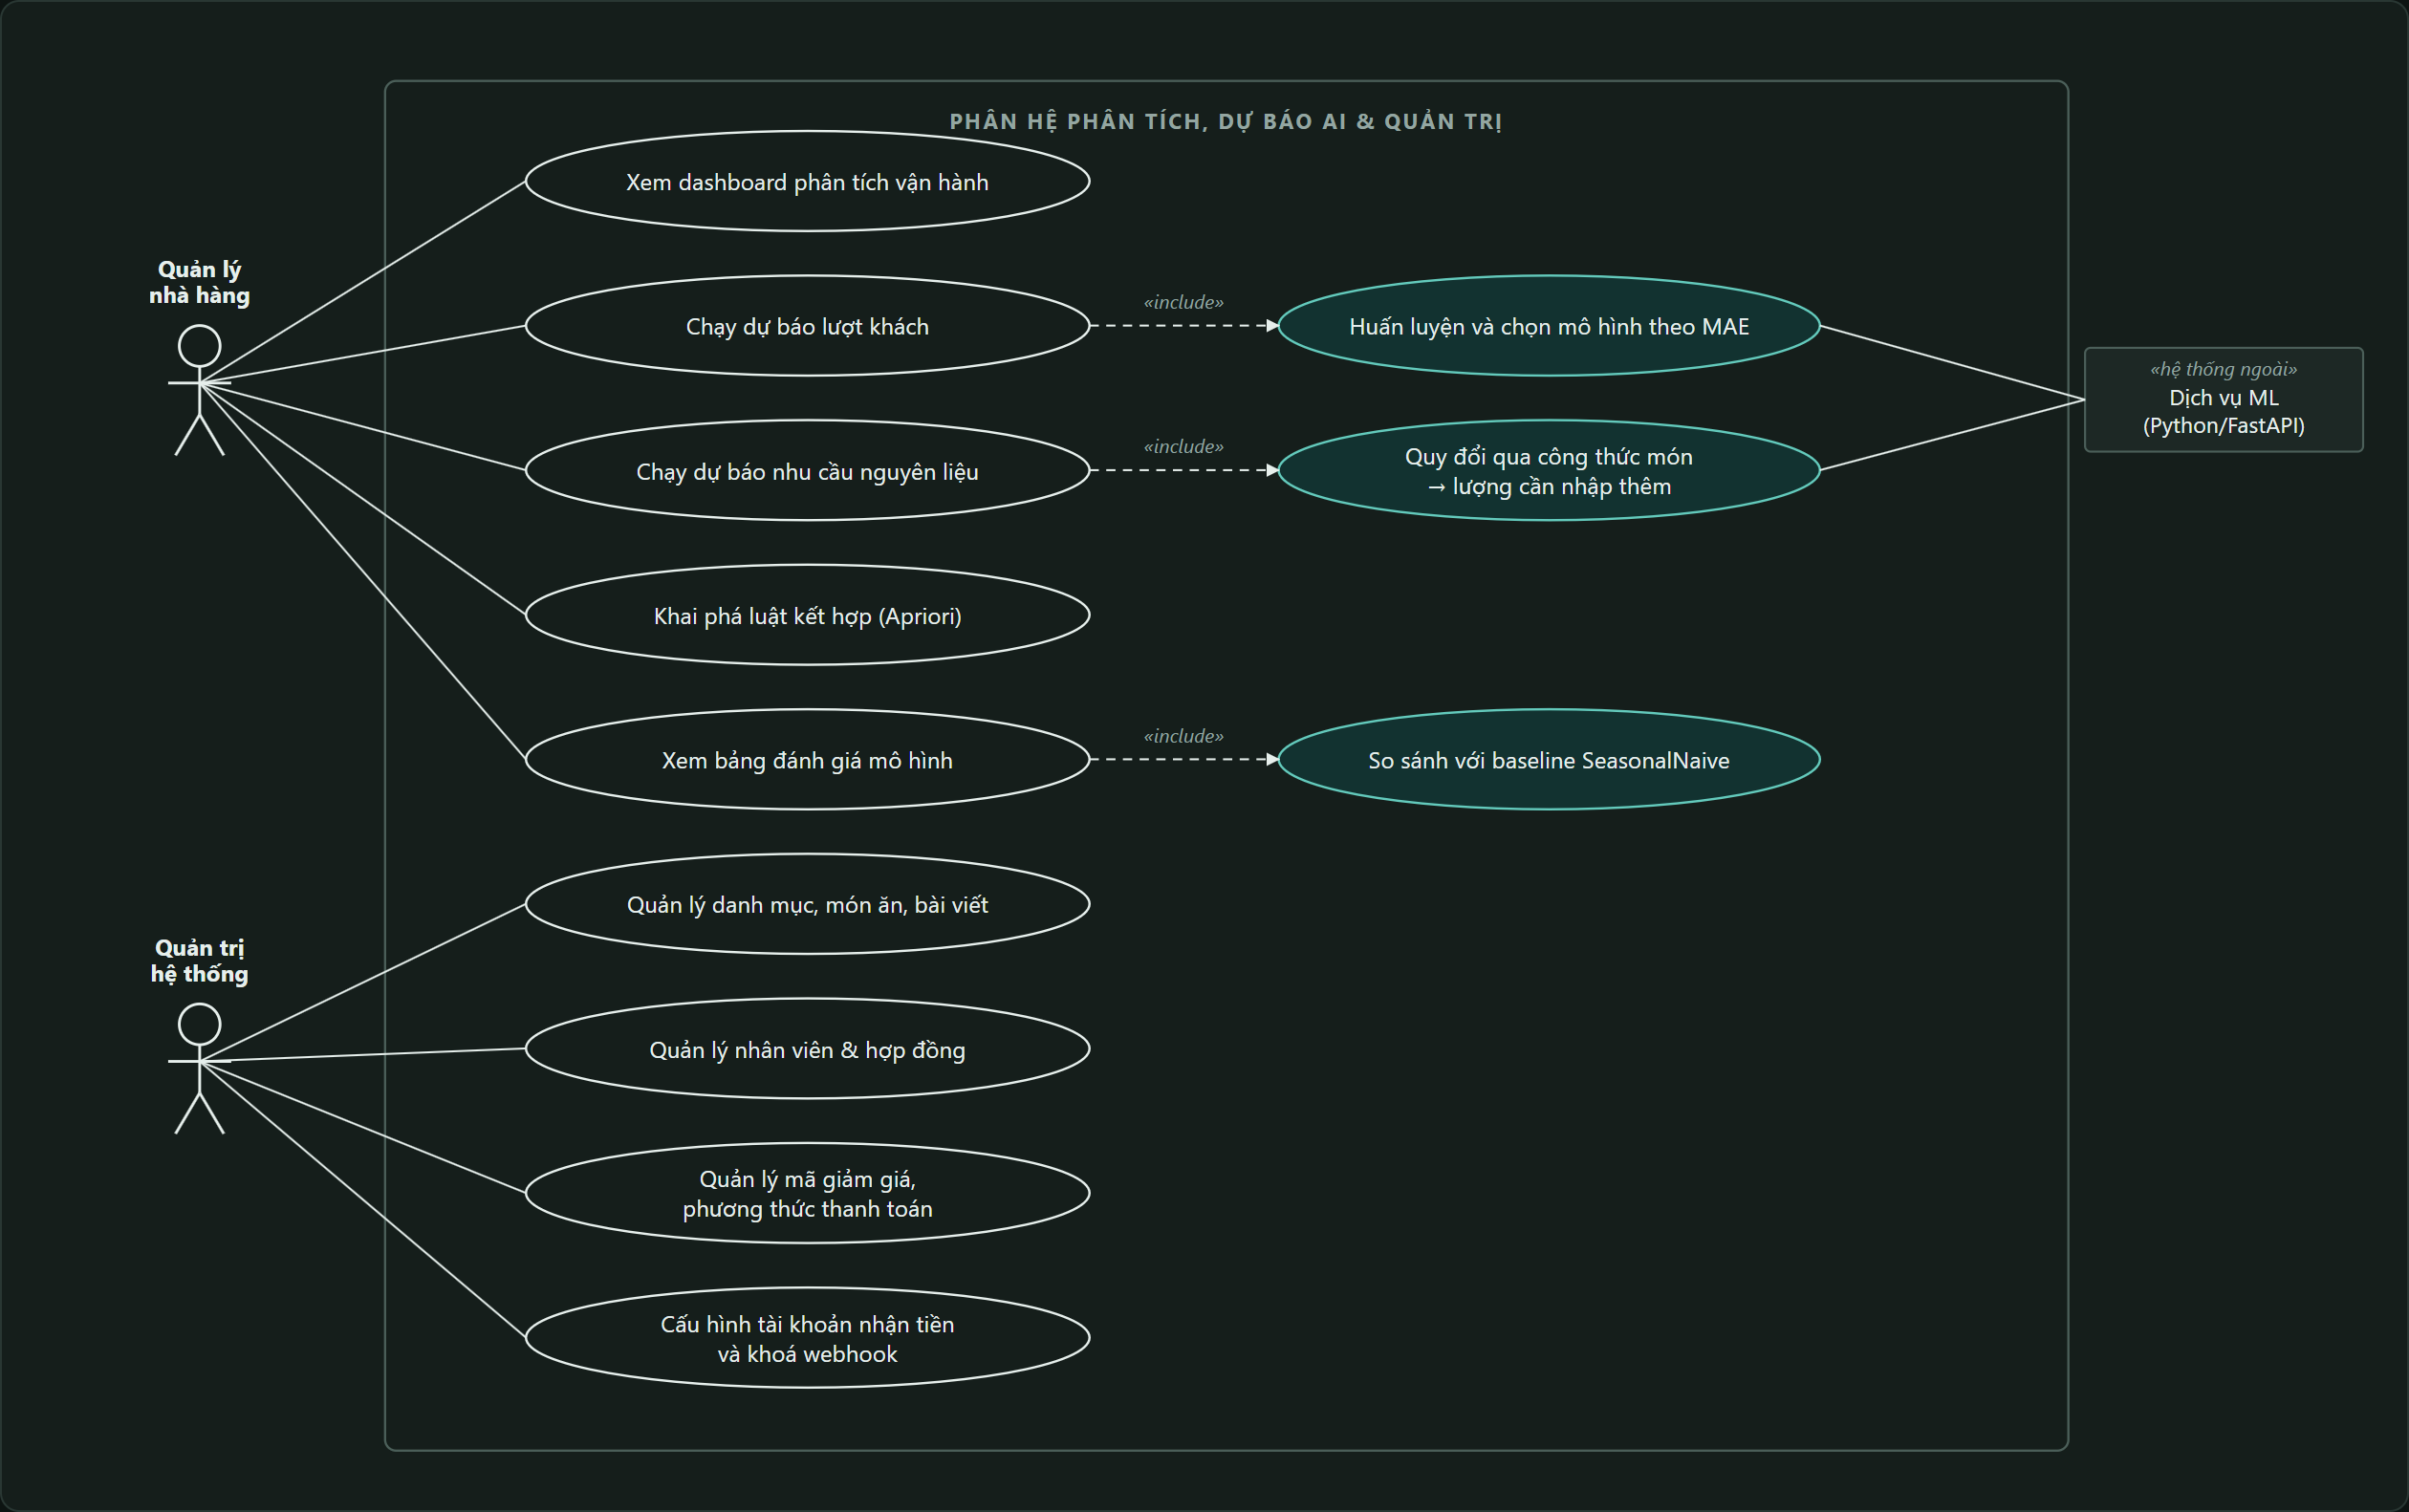 PHÂN HỆ PHÂN TÍCH, DỰ BÁO AI & QUẢN TRỊ
Xem dashboard phân tích vận hành
Quản lý
nhà hàng
Chạy dự báo lượt khách
«include»
Huấn luyện và chọn mô hình theo MAE
«hệ thống ngoài»
Dịch vụ ML
(Python/FastAPI)
Chạy dự báo nhu cầu nguyên liệu
«include»
Quy đổi qua công thức món
→ lượng cần nhập thêm
Khai phá luật kết hợp (Apriori)
Xem bảng đánh giá mô hình
«include»
So sánh với baseline SeasonalNaive
Quản lý danh mục, món ăn, bài viết
Quản trị
hệ thống
Quản lý nhân viên & hợp đồng
Quản lý mã giảm giá,
phương thức thanh toán
Cấu hình tài khoản nhận tiền
và khoá webhook